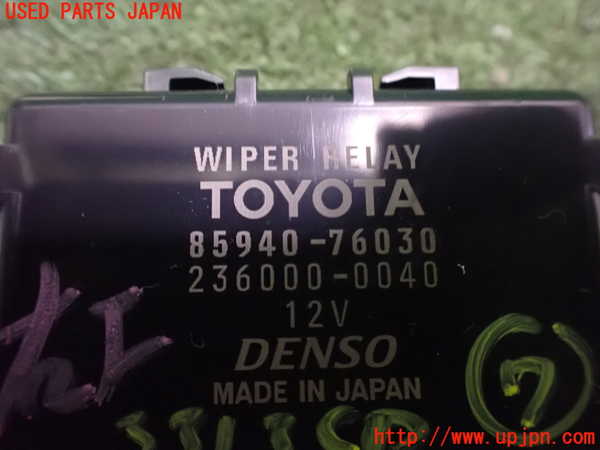 USED PARTS JAPAN
WIPER RELAY
TOYOTA
85940-76030
236000-0040
12V
DENSO
MADE IN JAPAN
7
http://www.upjpn.com/